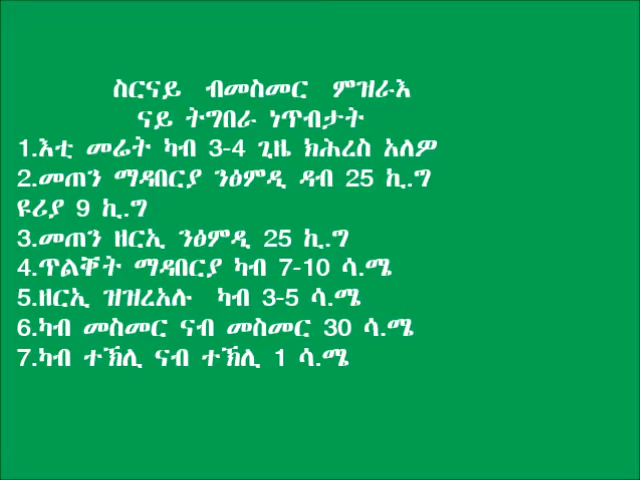 ስርናይ ብመስመር ምዝራእ
ናይ ትግበራ ነጥብታት
1.እቲ መሬት ካብ 3-4 ጊዜ ክሕረስ አለዎ
2.መጠን ማዳበርያ ንዕምዲ ዳብ 25 ኪ.ግ
ዩሪያ 9 ኪ.ግ
3.መጠን ዘርኢ ንዕምዲ 25 ኪ.ግ
4.ጥልቐት ማዳበርያ ካብ 7-10 ሳ.ሜ
5.ዘርኢ ዝዝረአሉ ካብ 3-5 ሳ.ሜ
6.ካብ መስመር ናብ መስመር 30 ሳ.ሜ
7.ካብ ተኽሊ ናብ ተኽሊ 1 ሳ.ሜ